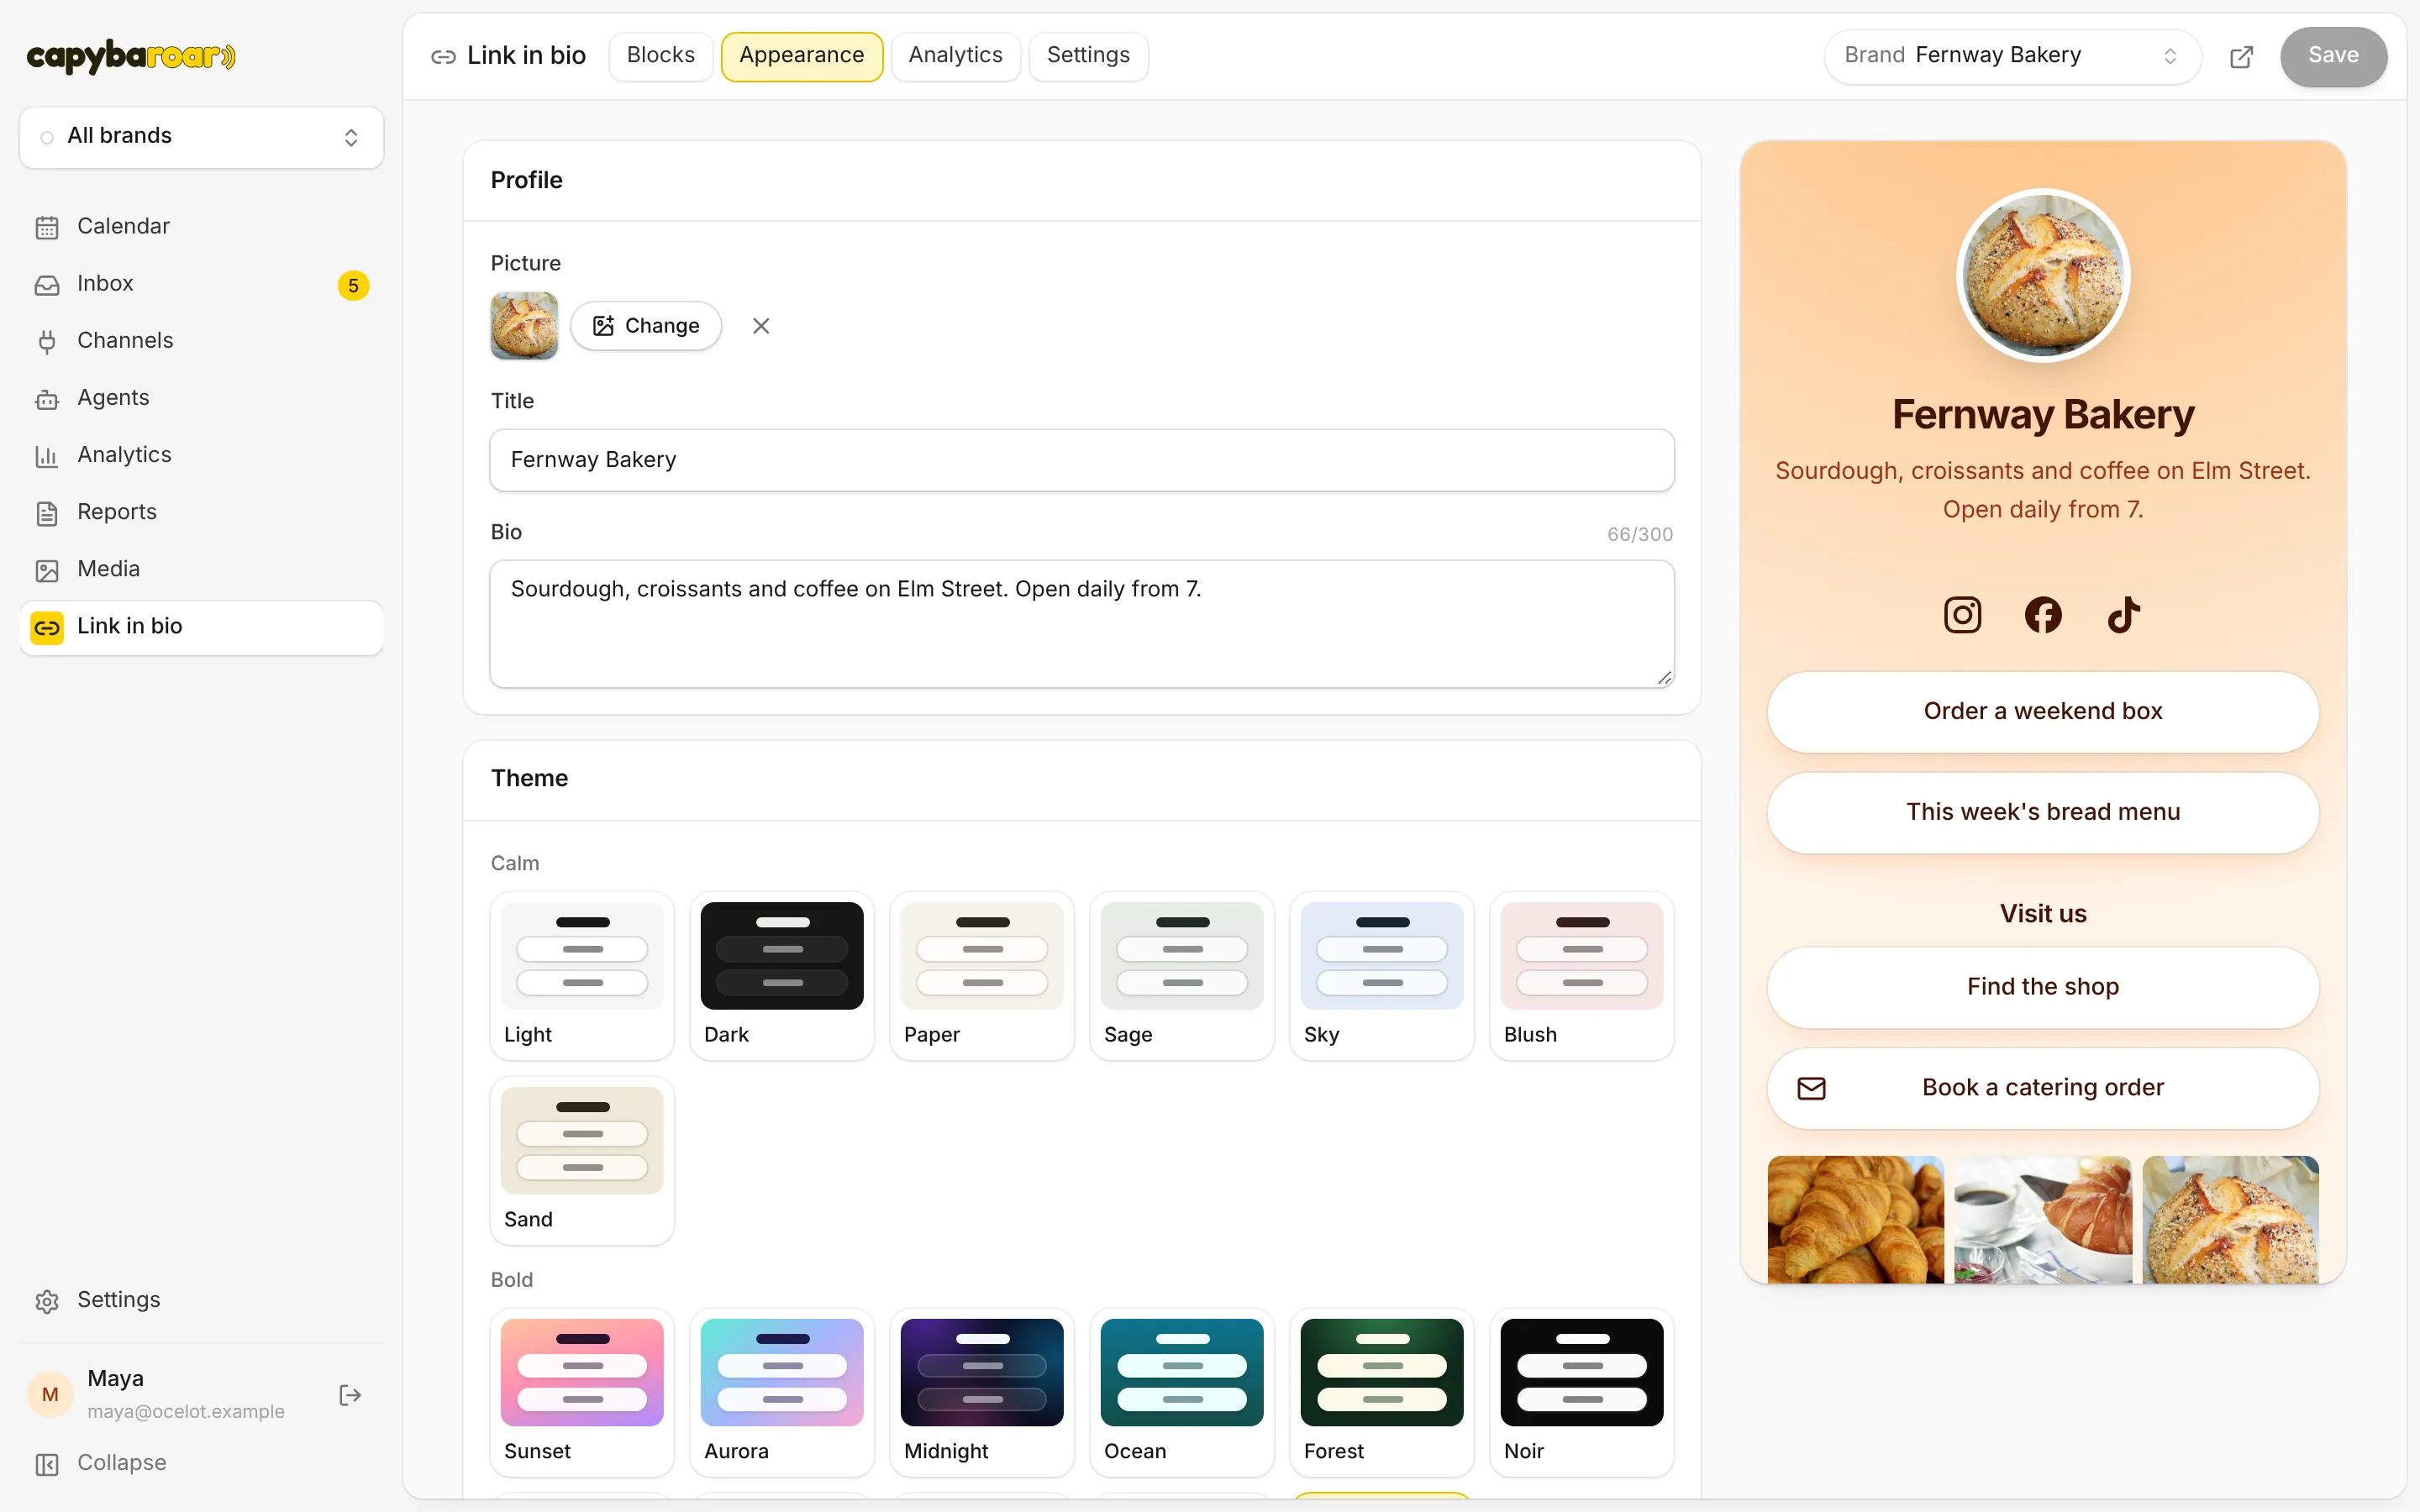 capybaroar
All brands
Calendar
Inbox
5
Channels
Agents
Analytics
Reports
Media
Link in bio
Settings
M
Maya
maya@ocelot.example
Collapse
Link in bio
Blocks
Appearance
Analytics
Settings
Brand Fernway Bakery
Save
Profile
Picture
Change
Title
Fernway Bakery
Bio
66/300
Sourdough, croissants and coffee on Elm Street. Open daily from 7.
Theme
Calm
Light
Dark
Paper
Sage
Sky
Blush
Sand
Bold
Sunset
Aurora
Midnight
Ocean
Forest
Noir
Fernway Bakery
Sourdough, croissants and coffee on Elm Street.
Open daily from 7.
Order a weekend box
This week's bread menu
Visit us
Find the shop
Book a catering order